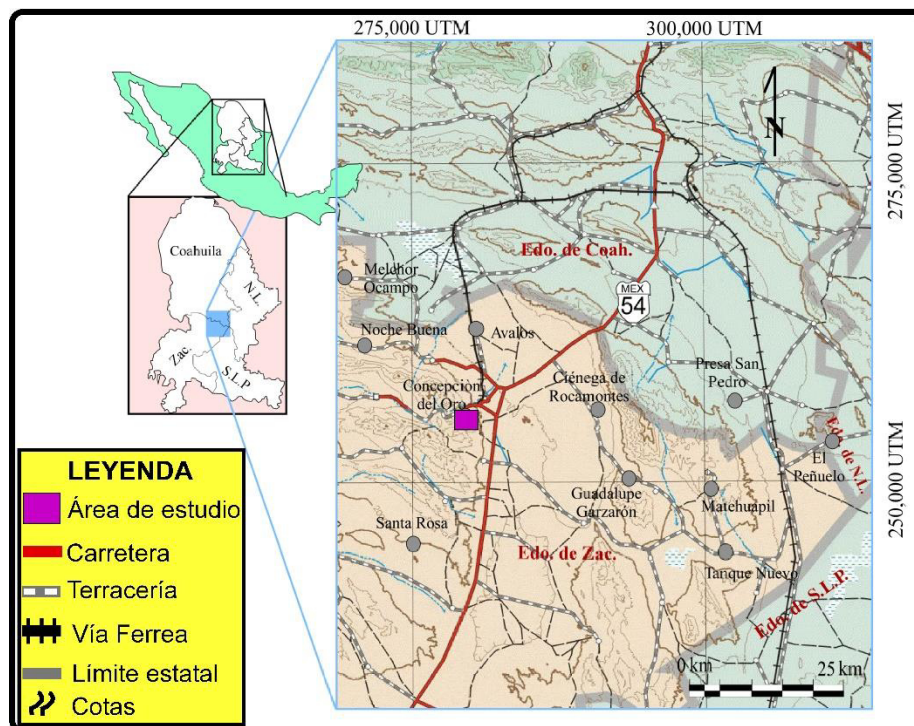 275,000 UTM
300,000 UTM
N
275,000 UTM
Coahuila
N.L.
Zac.
S.L.P.
Edo. de Coah.
Melchor
Ocampo
MEX
54
Noche Buena
Avalos
Presa San
Pedro
Concepción
del Oro
Ciénega de
Rocamontes
El
Peñuelo
Edo. de N.L.
250,000 UTM
Guadalupe
Garzarón
Matehuapil
Santa Rosa
Edo. de Zac.
Tanque Nuevo
Edo. de S.L.P.
0 km
25 km
LEYENDA
Área de estudio
Carretera
Terracería
Vía Ferrea
Límite estatal
Cotas